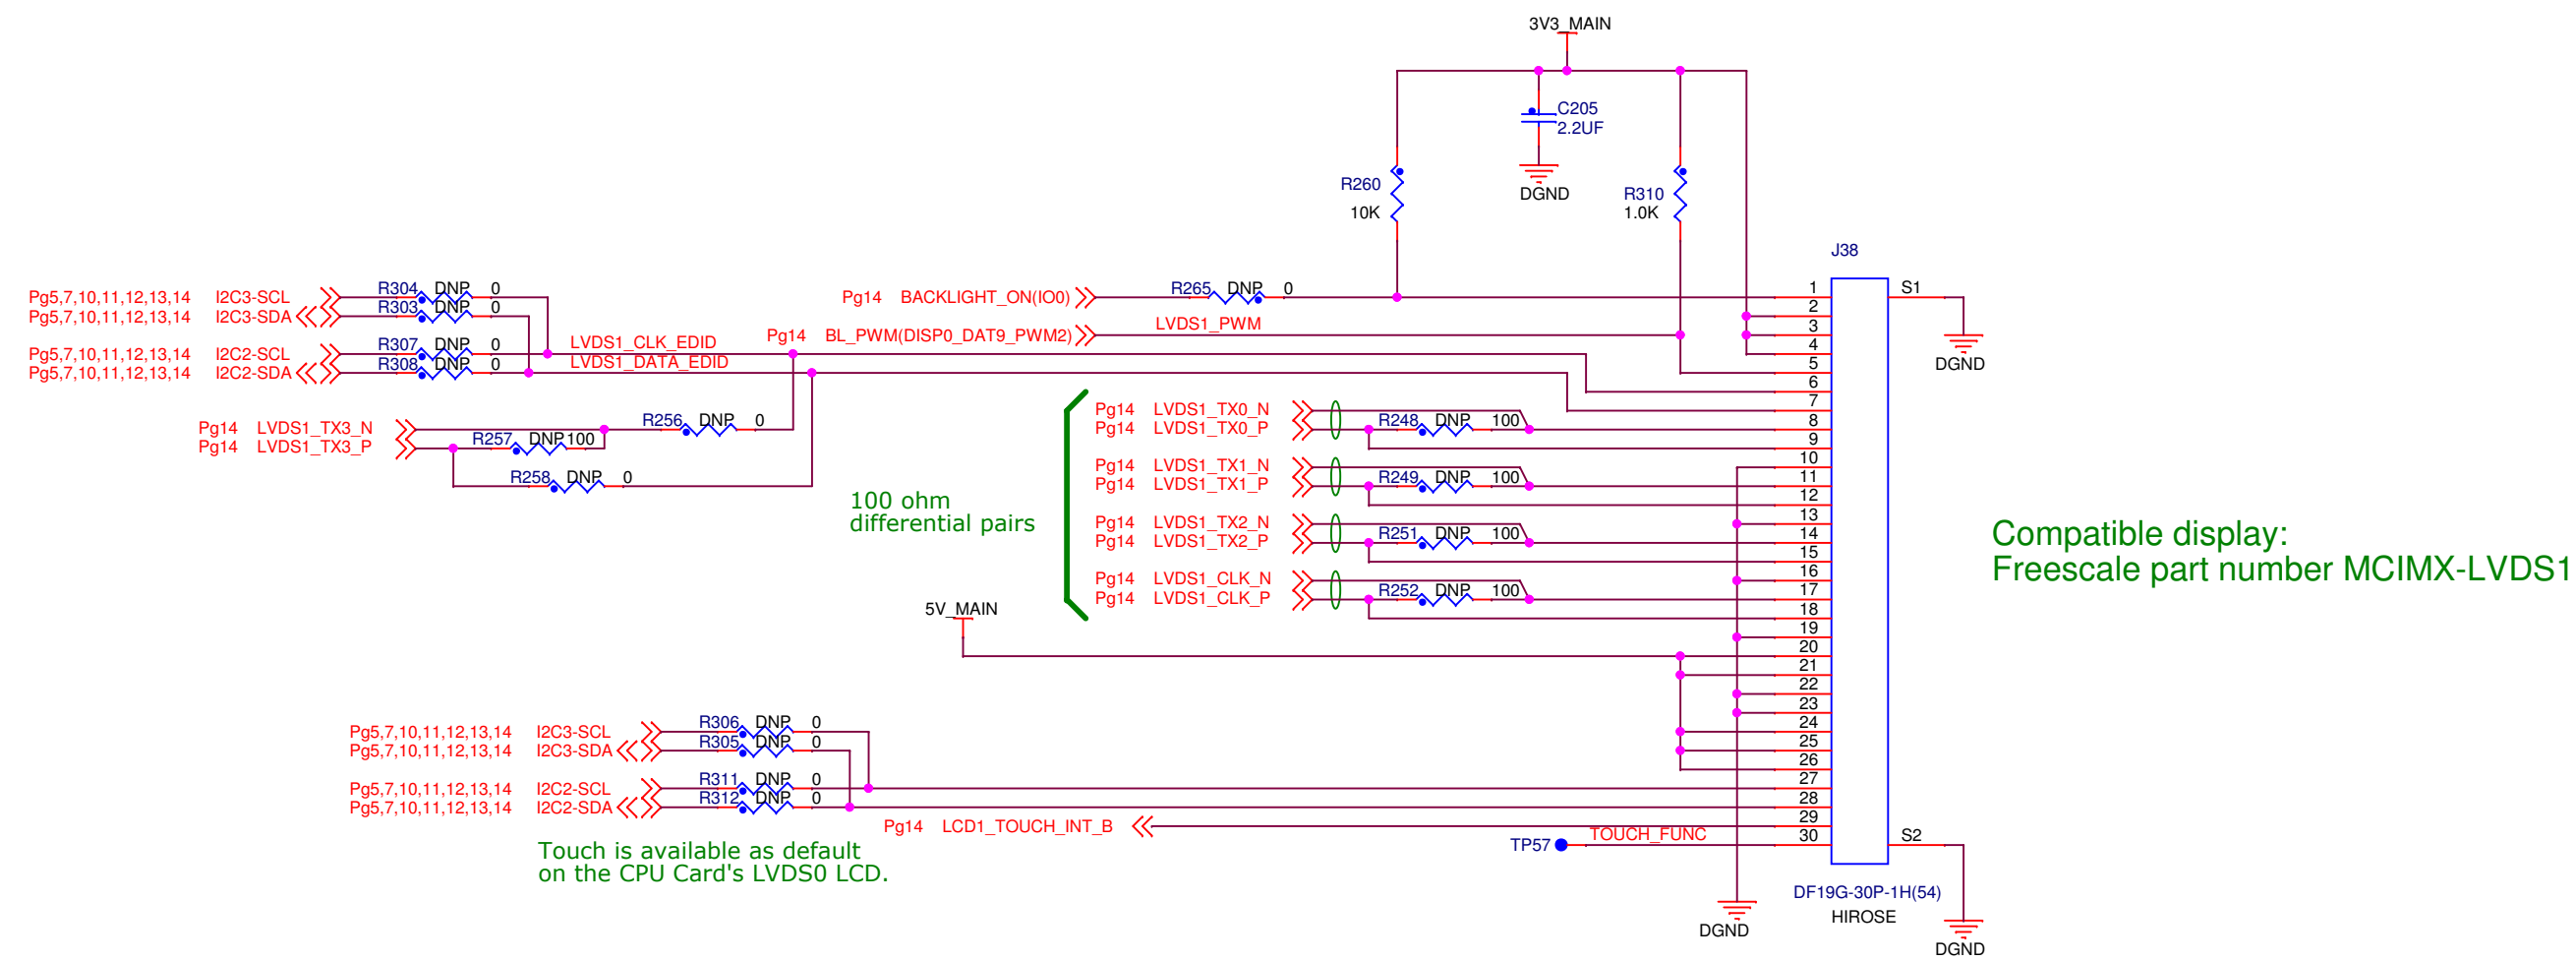 3V3_MAIN
C205
2.2UF
DGND
R260
10K
R310
1.0K
J38
Pg5,7,10,11,12,13,14 I2C3-SCL R304 DNP 0
Pg5,7,10,11,12,13,14 I2C3-SDA R303 DNP 0
Pg5,7,10,11,12,13,14 I2C2-SCL R307 DNP 0 LVDS1_CLK_EDID
Pg5,7,10,11,12,13,14 I2C2-SDA R308 DNP 0 LVDS1_DATA_EDID
Pg14 BACKLIGHT_ON(IO0) R265 DNP 0
Pg14 BL_PWM(DISP0_DAT9_PWM2) LVDS1_PWM
Pg14 LVDS1_TX3_N R256 DNP 0
Pg14 LVDS1_TX3_P R257 DNP 100
R258 DNP 0
100 ohm
differential pairs
Pg14 LVDS1_TX0_N
Pg14 LVDS1_TX0_P R248 DNP 100
Pg14 LVDS1_TX1_N
Pg14 LVDS1_TX1_P R249 DNP 100
Pg14 LVDS1_TX2_N
Pg14 LVDS1_TX2_P R251 DNP 100
Pg14 LVDS1_CLK_N
Pg14 LVDS1_CLK_P R252 DNP 100
5V_MAIN
Pg5,7,10,11,12,13,14 I2C3-SCL R306 DNP 0
Pg5,7,10,11,12,13,14 I2C3-SDA R305 DNP 0
Pg5,7,10,11,12,13,14 I2C2-SCL R311 DNP 0
Pg5,7,10,11,12,13,14 I2C2-SDA R312 DNP 0
Pg14 LCD1_TOUCH_INT_B
TP57 TOUCH_FUNC
Touch is available as default
on the CPU Card's LVDS0 LCD.
1
2
3
4
5
6
7
8
9
10
11
12
13
14
15
16
17
18
19
20
21
22
23
24
25
26
27
28
29
30
S1
DGND
S2
DGND
DGND
DF19G-30P-1H(54)
HIROSE
Compatible display:
Freescale part number MCIMX-LVDS1